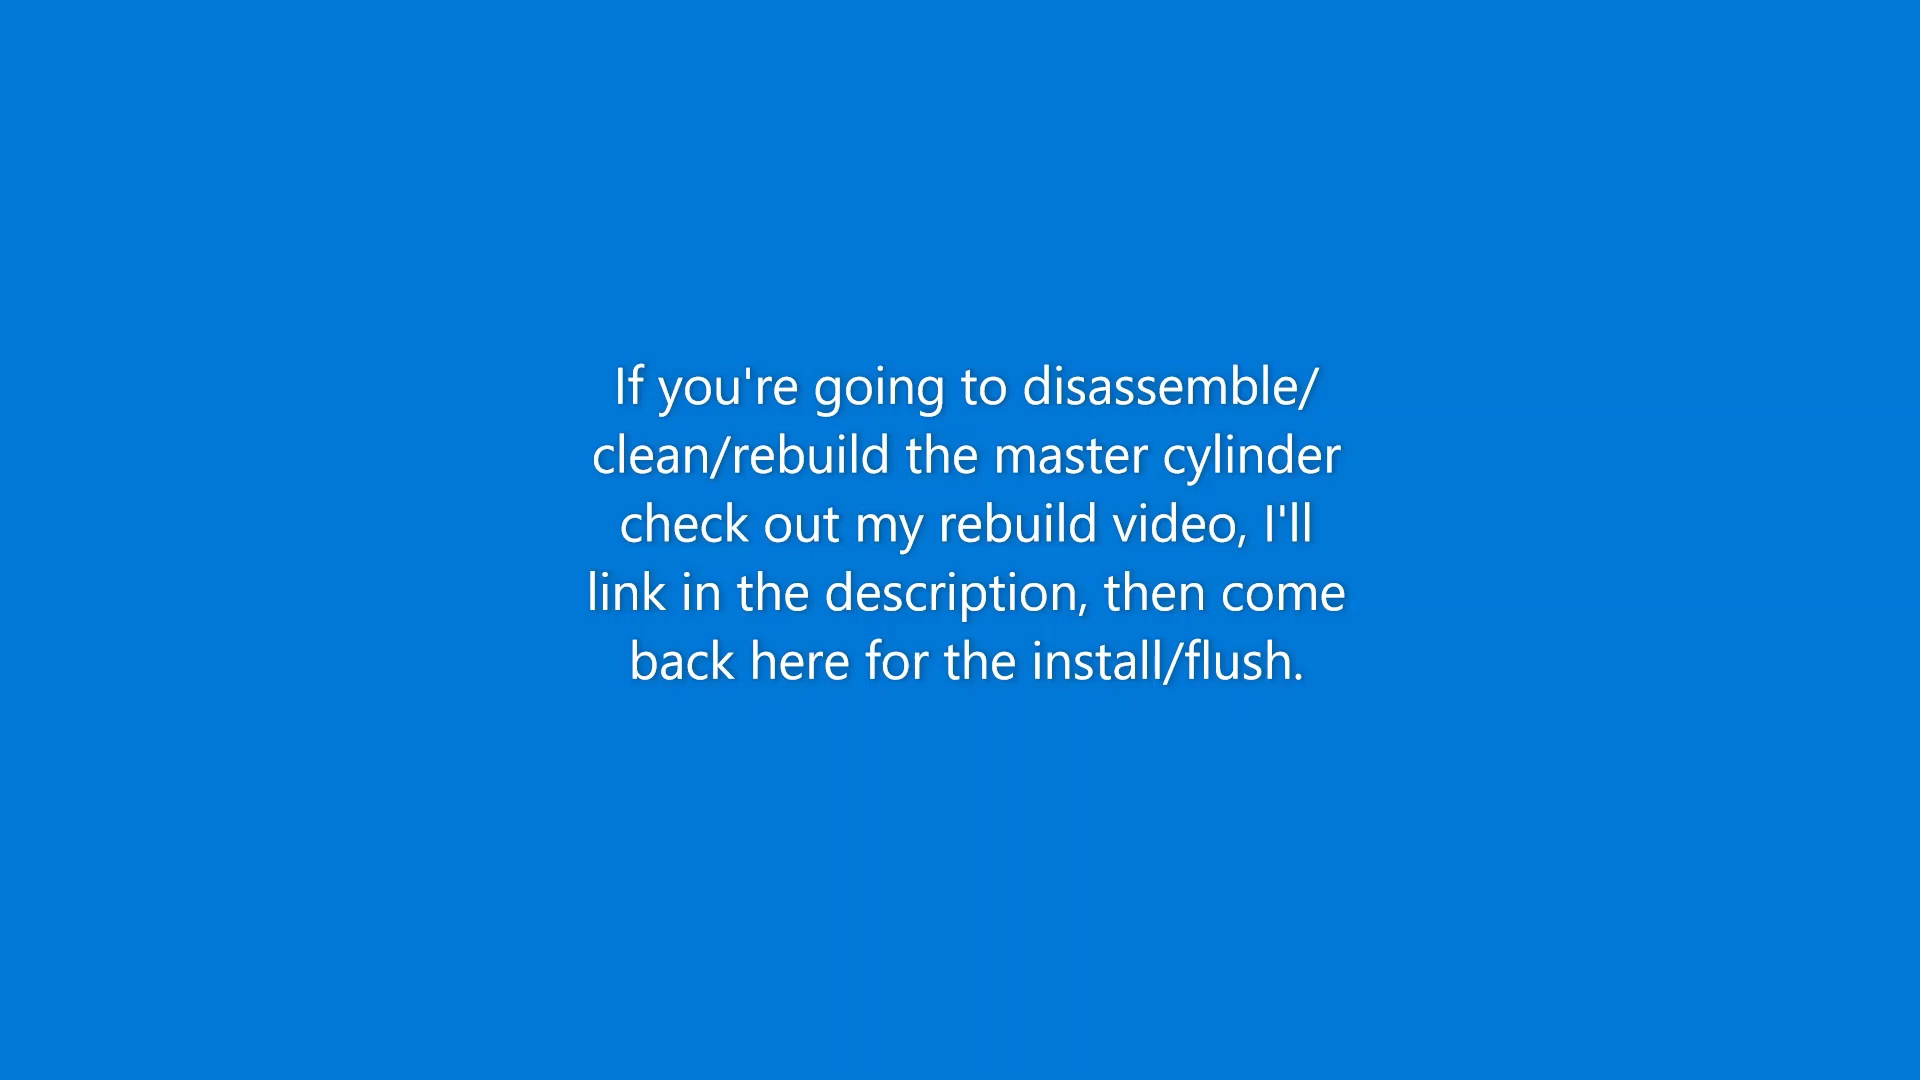 If you're going to disassemble/
clean/rebuild the master cylinder
check out my rebuild video, I'll
link in the description, then come
back here for the install/flush.